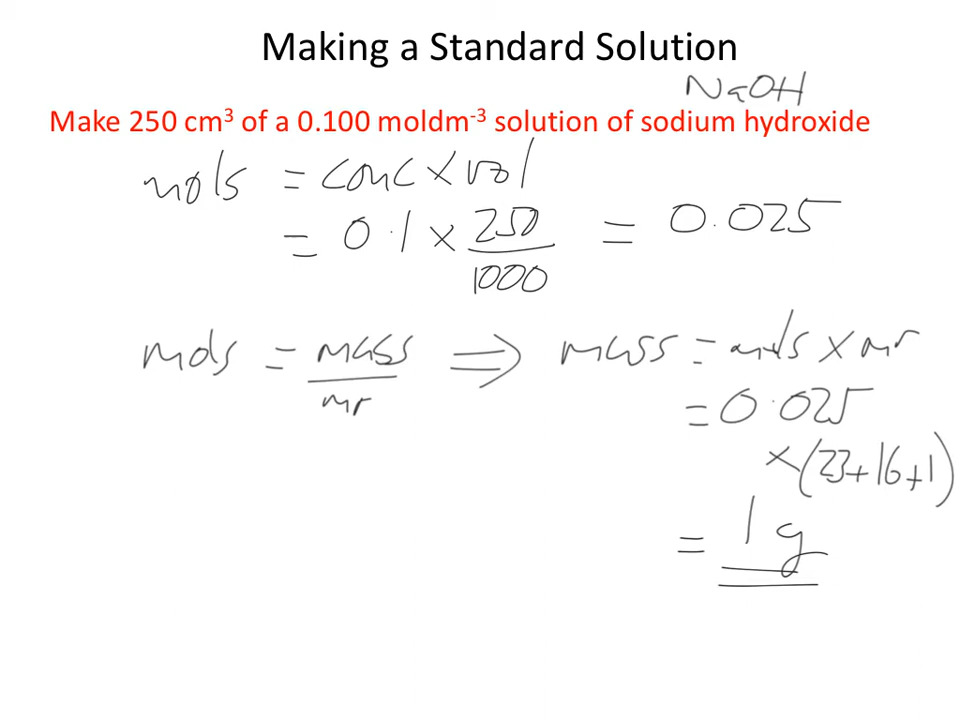 Making a Standard Solution
NaOH
Make 250 cm³ of a 0.100 moldm⁻³ solution of sodium hydroxide
mols = conc × vol
= 0.1 × 250/1000 = 0.025
mols = mass/mr ⇒ mass = mols × mr
= 0.025
× (23+16+1)
= 1g